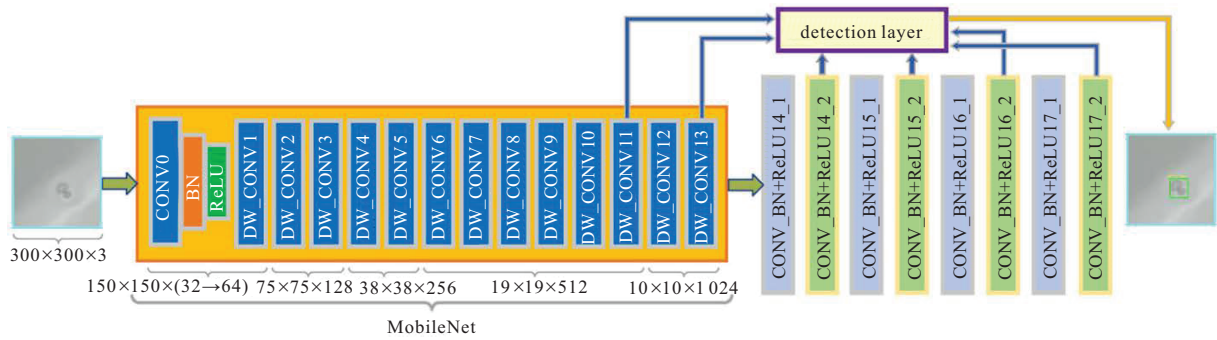 detection layer
CONV0
BN
ReLU
DW_CONV1
DW_CONV2
DW_CONV3
DW_CONV4
DW_CONV5
DW_CONV6
DW_CONV7
DW_CONV8
DW_CONV9
DW_CONV10
DW_CONV11
DW_CONV12
DW_CONV13
CONV_BN+ReLU14_1
CONV_BN+ReLU14_2
CONV_BN+ReLU15_1
CONV_BN+ReLU15_2
CONV_BN+ReLU16_1
CONV_BN+ReLU16_2
CONV_BN+ReLU17_1
CONV_BN+ReLU17_2
300×300×3
150×150×(32→64) 75×75×128 38×38×256 19×19×512 10×10×1 024
MobileNet